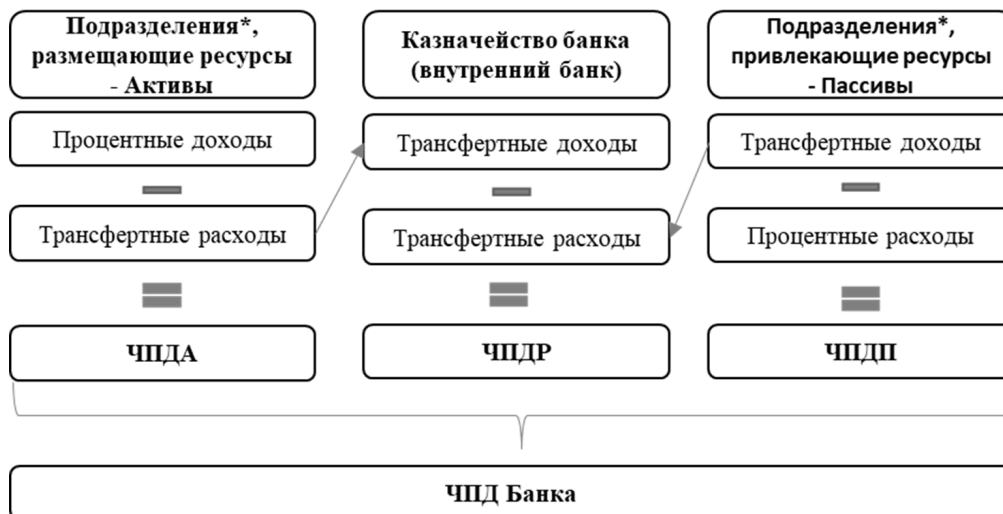 Подразделения*,
размещающие ресурсы
- Активы
Казначейство банка
(внутренний банк)
Подразделения*,
привлекающие ресурсы
- Пассивы
Процентные доходы
Трансфертные доходы
Трансфертные доходы
Трансфертные расходы
Трансфертные расходы
Процентные расходы
ЧПДА
ЧПДР
ЧПДП
ЧПД Банка